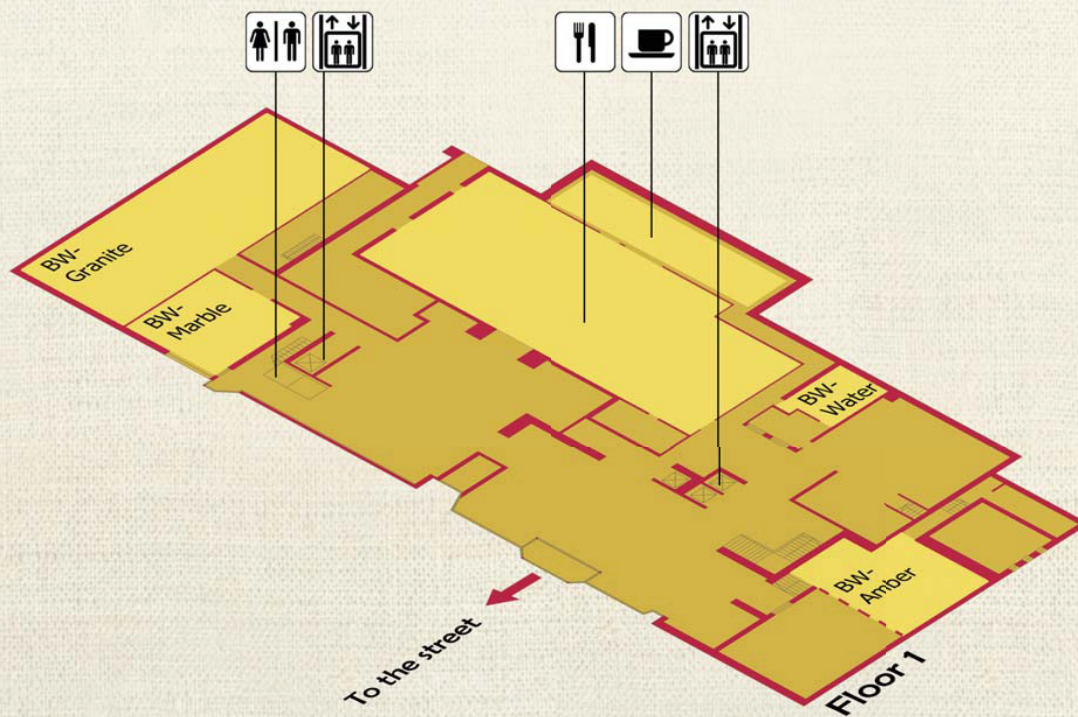 BW-
Granite
BW-
Marble
BW-
Water
BW-
Amber
To the street
Floor 1